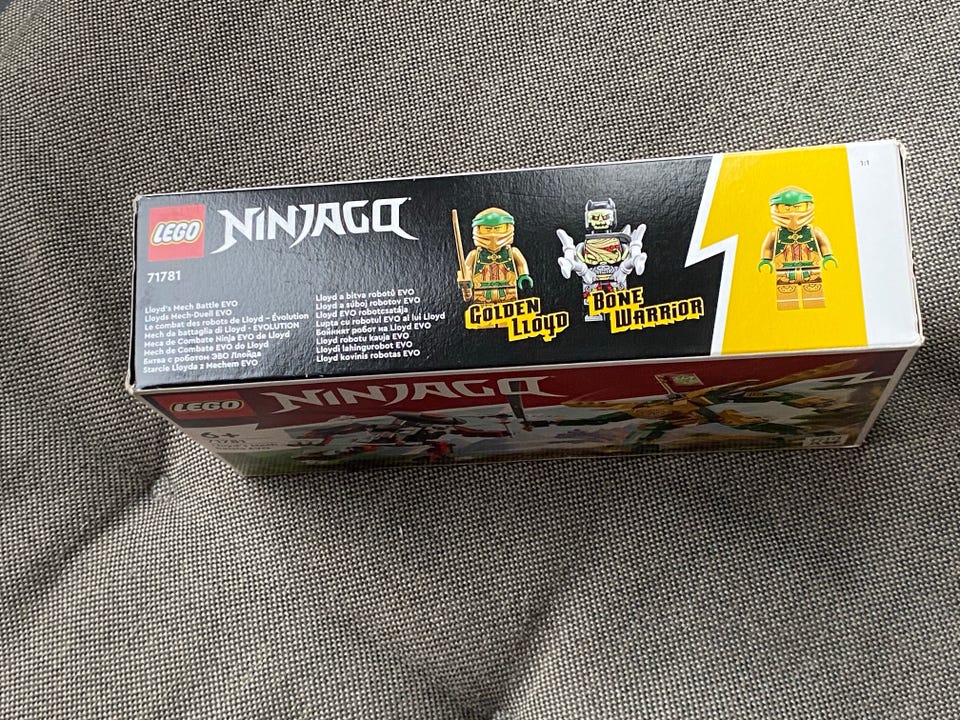 LEGO NINJAGO
71781
Lloyd's Mech Battle EVO
Lloyds Mech-Duell EVO
Le combat des robots de Lloyd – Évolution
Mech da battaglia di Lloyd - EVOLUTION
Meca de Combate Ninja EVO de Lloyd
Mech de Combate EVO do Lloyd
Битва с роботом ЭВО Ллойда
Starcie Lloyda z Mechem EVO
Lloyd a bitva robotů EVO
Lloyd a súboj robotov EVO
Lloyd EVO robotcsatája
Lupta cu robotul EVO al lui Lloyd
Бойният робот на Lloyd EVO
Lloyd robotu kauja EVO
Lloydi lahingurobot EVO
Lloyd kovinis robotas EVO
GOLDEN
LLOYD
BONE
WARRIOR
1:1
LEGO NINJAGO
6+
71781